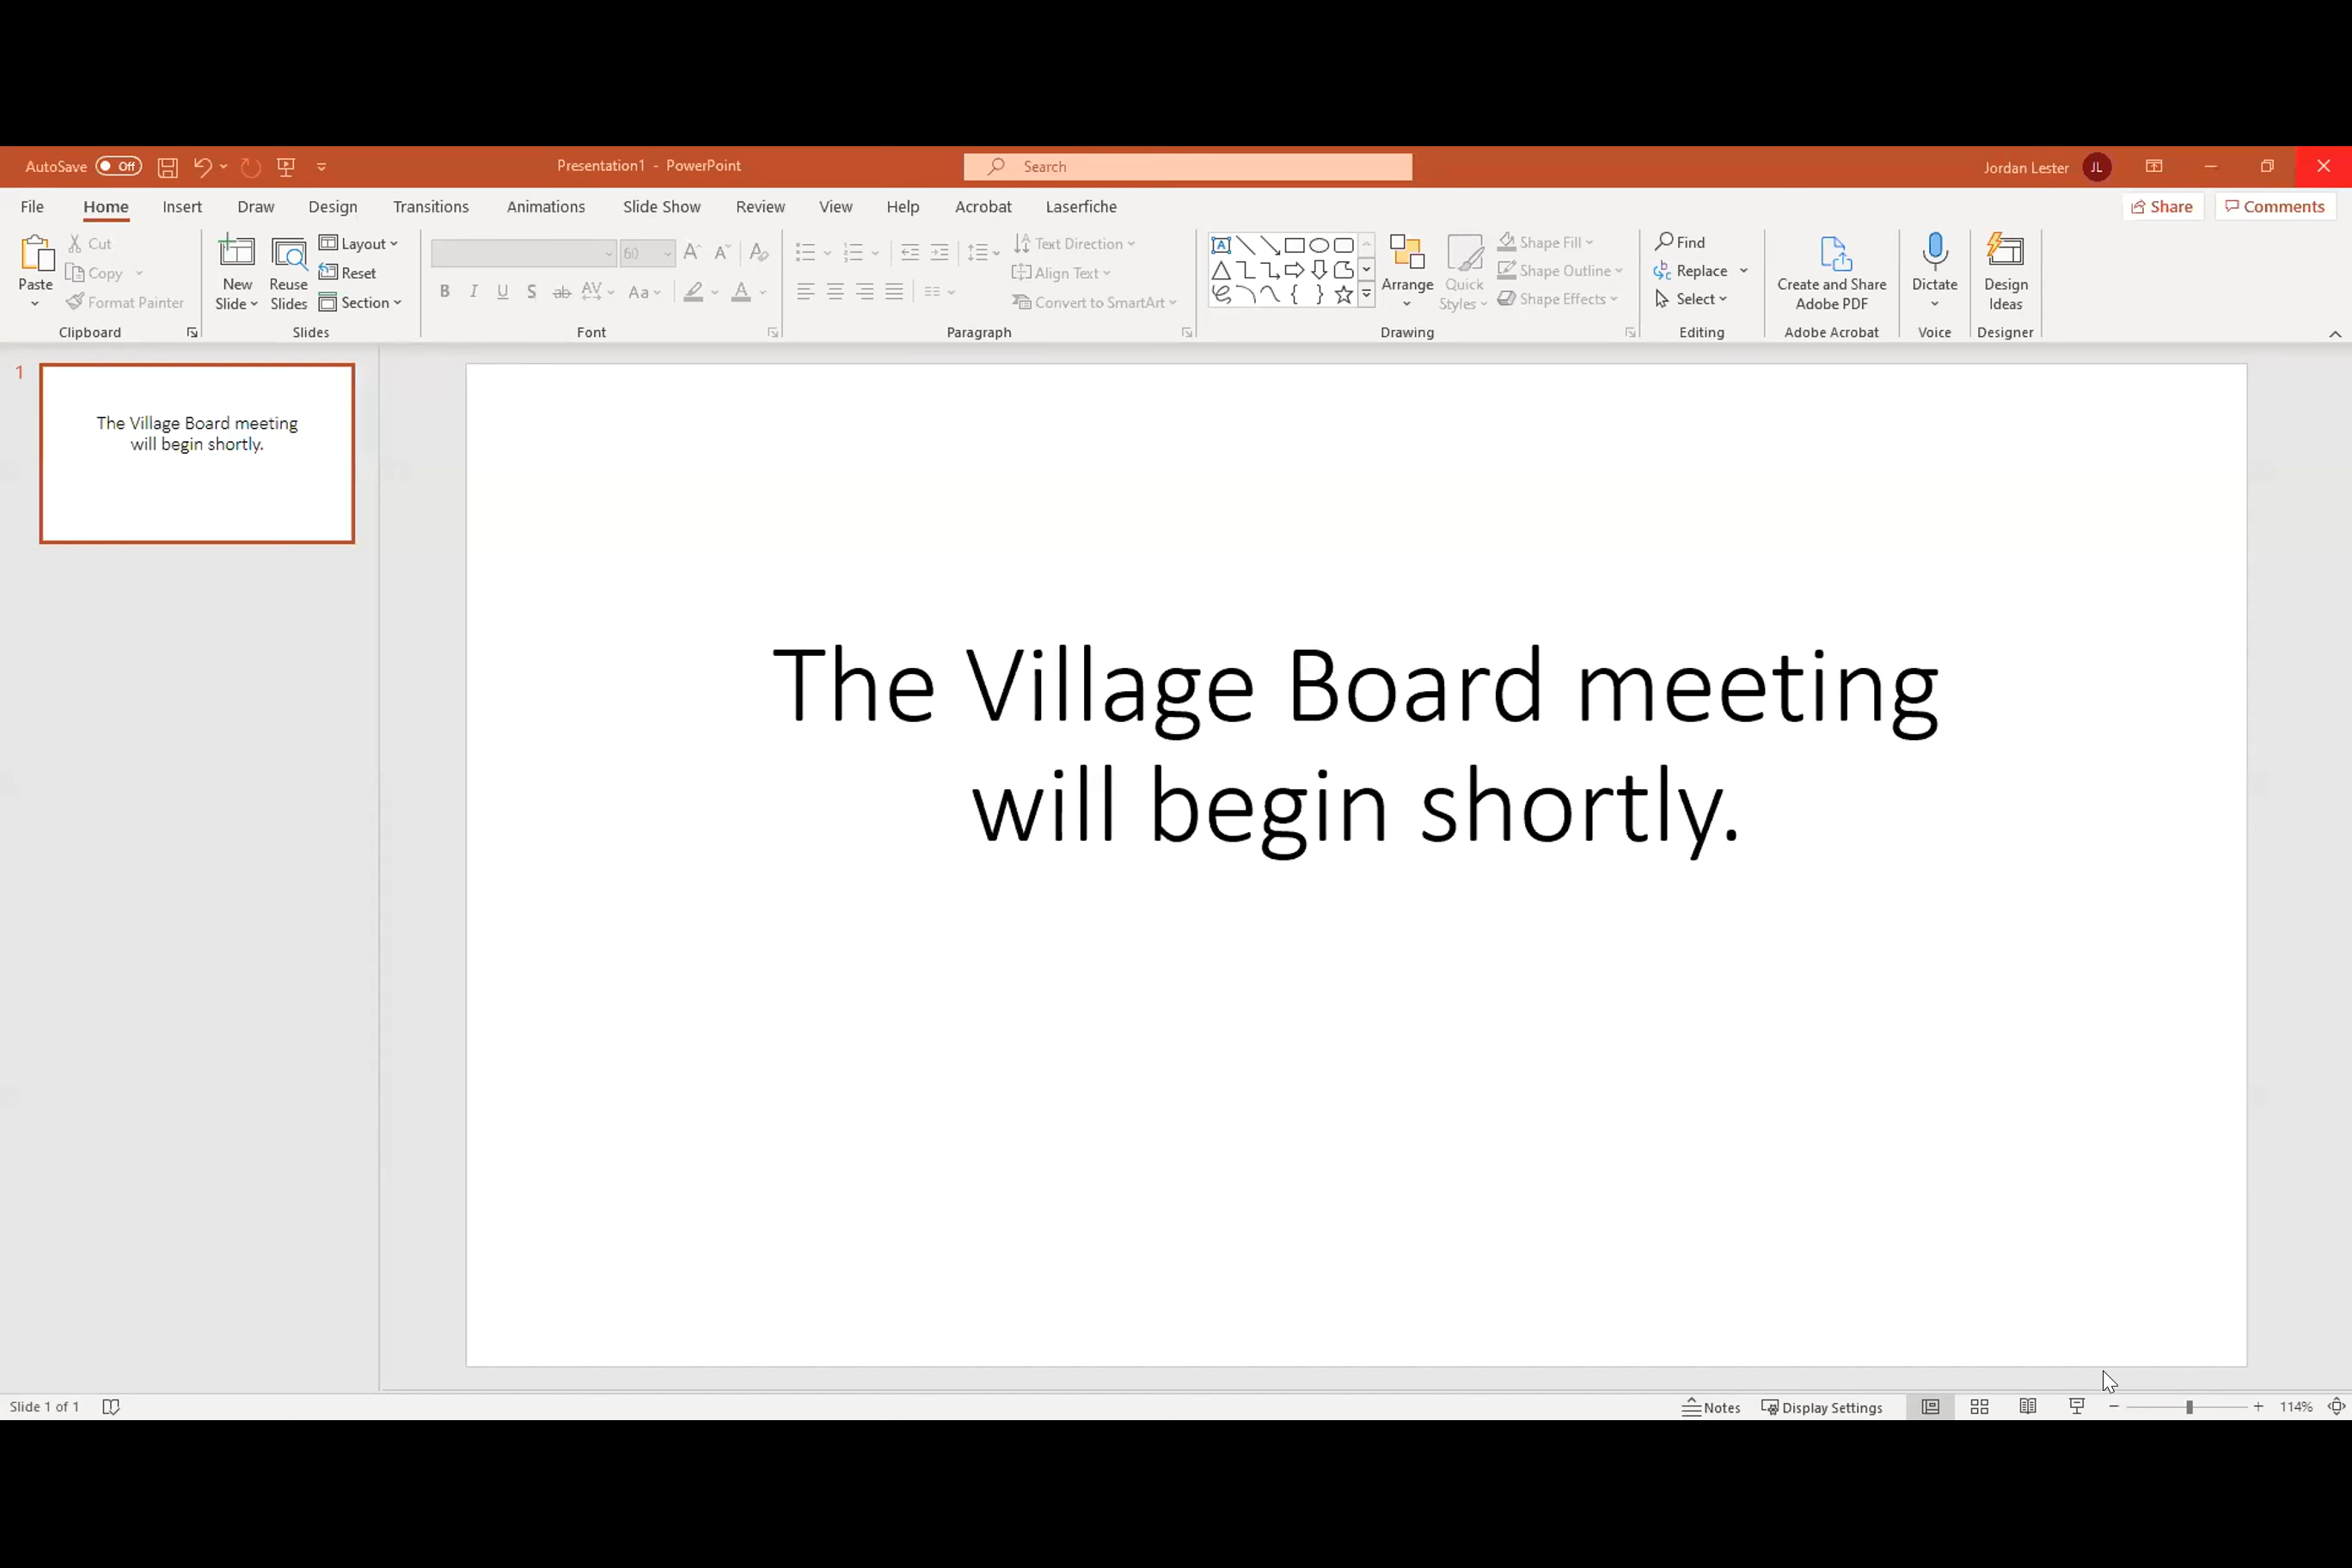 AutoSave Off
Presentation1 - PowerPoint
Search
Jordan Lester JL
File Home Insert Draw Design Transitions Animations Slide Show Review View Help Acrobat Laserfiche
Share Comments
Paste
Cut
Copy
Format Painter
Clipboard
New
Slide
Reuse
Slides
Layout
Reset
Section
Slides
60
A A A
B I U S ab AV Aa A
Font
Text Direction
Align Text
Convert to SmartArt
Paragraph
A
Arrange
Quick
Styles
Shape Fill
Shape Outline
Shape Effects
Drawing
Find
Replace
Select
Editing
Create and Share
Adobe PDF
Adobe Acrobat
Dictate
Voice
Design
Ideas
Designer
1
The Village Board meeting
will begin shortly.
The Village Board meeting
will begin shortly.
Slide 1 of 1
Notes
Display Settings
114%